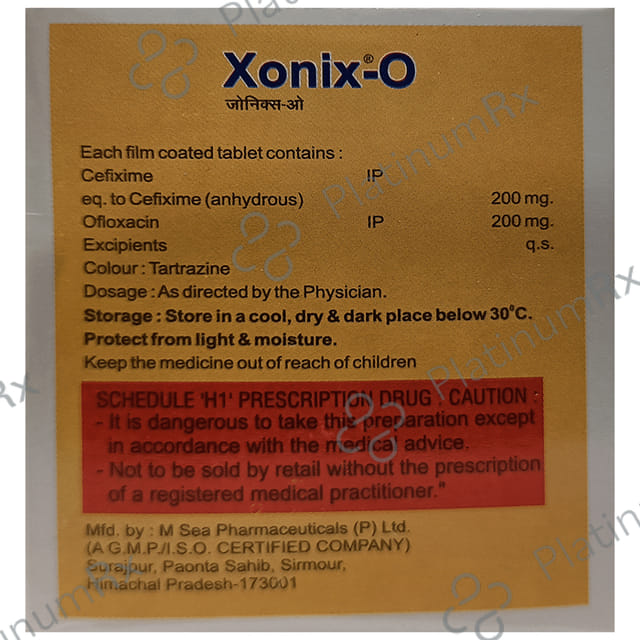 Xonix®-O
जोनिक्स-ओ
Each film coated tablet contains :
Cefixime IP
eq. to Cefixime (anhydrous) 200 mg.
Ofloxacin IP 200 mg.
Excipients q.s.
Colour : Tartrazine
Dosage : As directed by the Physician.
Storage : Store in a cool, dry & dark place below 30°C.
Protect from light & moisture.
Keep the medicine out of reach of children
SCHEDULE 'H1' PRESCRIPTION DRUG : CAUTION :
- It is dangerous to take this preparation except
in accordance with the medical advice.
- Not to be sold by retail without the prescription
of a registered medical practitioner."
Mfd. by : M Sea Pharmaceuticals (P) Ltd.
(A G.M.P./I.S.O. CERTIFIED COMPANY)
Surajpur, Paonta Sahib, Sirmour,
Himachal Pradesh-173001
PlatinumRx
PlatinumRx
PlatinumRx